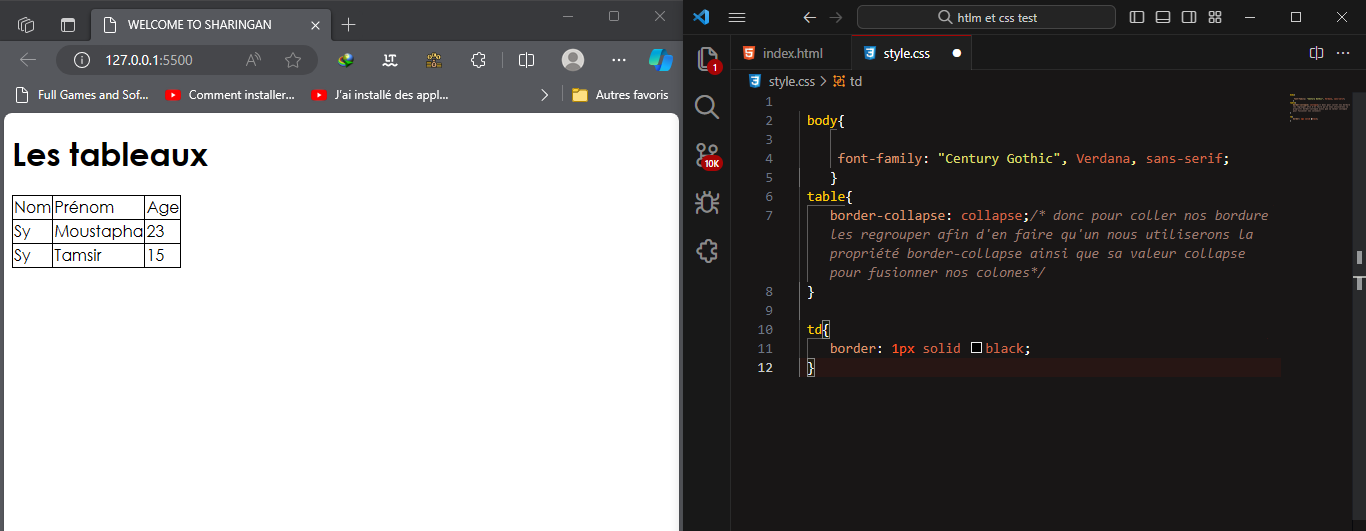 WELCOME TO SHARINGAN
127.0.0.1:5500
Full Games and Sof...
Comment installer...
J'ai installé des appl...
Autres favoris
Les tableaux
Nom Prénom Age
Sy Moustapha 23
Sy Tamsir 15
htlm et css test
index.html
style.css
style.css > td
1
10K
1
2 body{
3
4 font-family: "Century Gothic", Verdana, sans-serif;
5 }
6 table{
7 border-collapse: collapse;/* donc pour coller nos bordure
les regrouper afin d'en faire qu'un nous utiliserons la
propriété border-collapse ainsi que sa valeur collapse
pour fusionner nos colones*/
8 }
9
10 td{
11 border: 1px solid black;
12 }